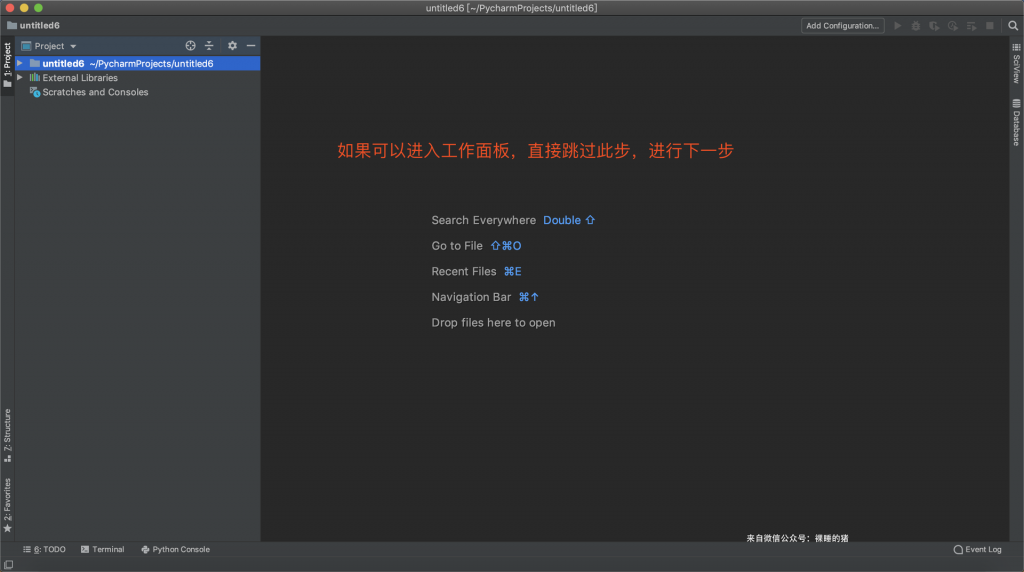 untitled6 [~/PycharmProjects/untitled6]
untitled6
Add Configuration...
Project
untitled6 ~/PycharmProjects/untitled6
External Libraries
Scratches and Consoles
1: Project
SciView
Database
如果可以进入工作面板，直接跳过此步，进行下一步
Search Everywhere Double ⇧
Go to File ⇧⌘O
Recent Files ⌘E
Navigation Bar ⌘↑
Drop files here to open
7: Structure
2: Favorites
来自微信公众号：裸睡的猪
6: TODO
Terminal
Python Console
Event Log